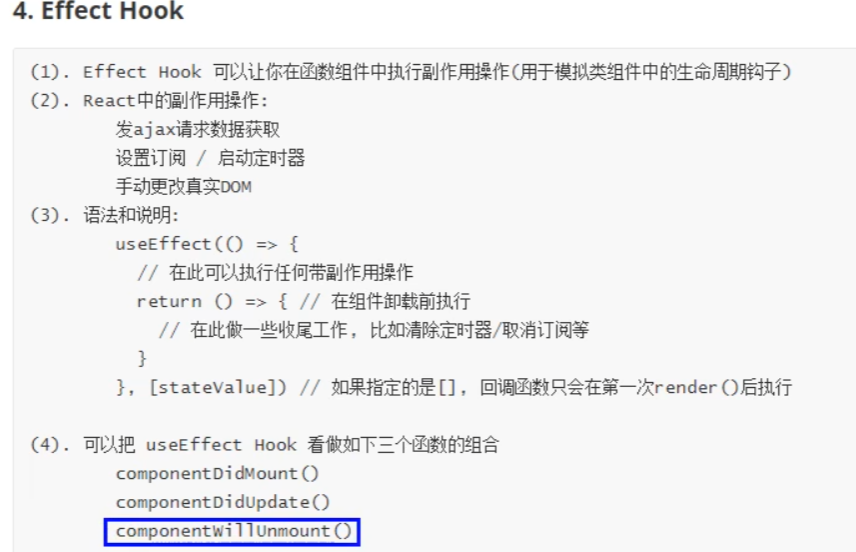 4. Effect Hook
(1). Effect Hook 可以让你在函数组件中执行副作用操作(用于模拟类组件中的生命周期钩子)
(2). React中的副作用操作:
发ajax请求数据获取
设置订阅 / 启动定时器
手动更改真实DOM
(3). 语法和说明:
useEffect(() => {
// 在此可以执行任何带副作用操作
return () => { // 在组件卸载前执行
// 在此做一些收尾工作, 比如清除定时器/取消订阅等
}
}, [stateValue]) // 如果指定的是[], 回调函数只会在第一次render()后执行
(4). 可以把 useEffect Hook 看做如下三个函数的组合
componentDidMount()
componentDidUpdate()
componentWillUnmount()